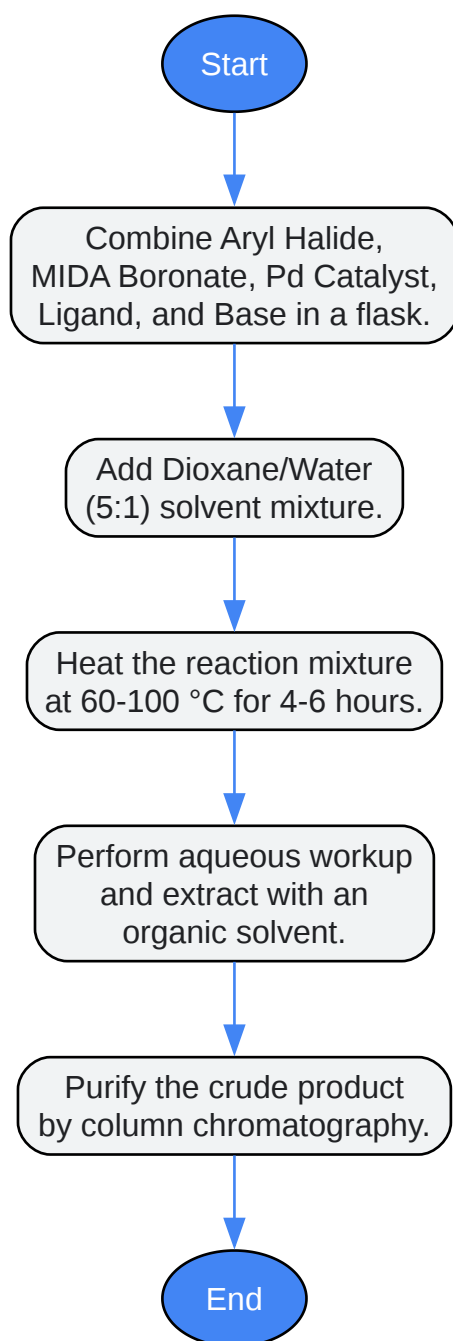 Start
Combine Aryl Halide,
MIDA Boronate, Pd Catalyst,
Ligand, and Base in a flask.
Add Dioxane/Water
(5:1) solvent mixture.
Heat the reaction mixture
at 60-100 °C for 4-6 hours.
Perform aqueous workup
and extract with an
organic solvent.
Purify the crude product
by column chromatography.
End